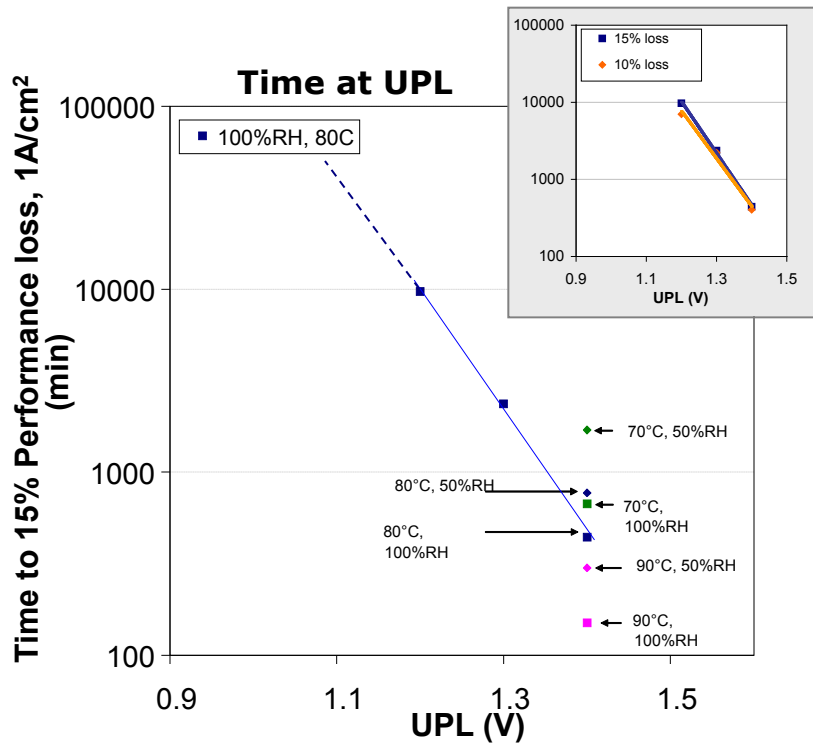 Time at UPL
100000
10000
1000
100
0.9
1.1
1.3
1.5
UPL (V)
Time to 15% Performance loss, 1A/cm²
(min)
100%RH, 80C
70°C, 50%RH
80°C, 50%RH
70°C,
100%RH
80°C,
100%RH
90°C, 50%RH
90°C,
100%RH
100000
10000
1000
100
0.9
1.1
1.3
1.5
UPL (V)
15% loss
10% loss